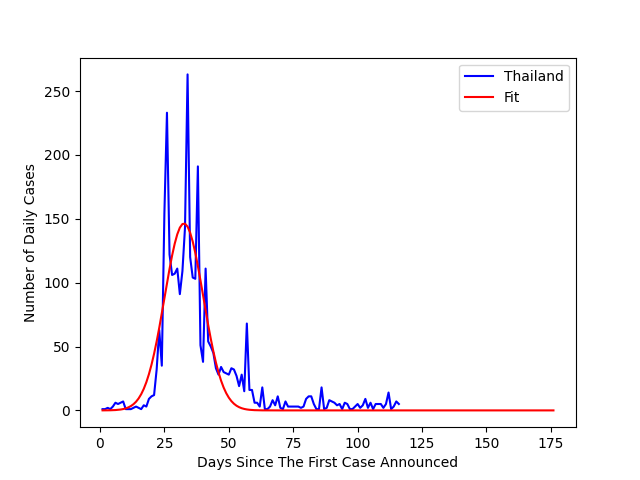 Thailand
Fit
Number of Daily Cases
250
200
150
100
50
0
0 25 50 75 100 125 150 175
Days Since The First Case Announced